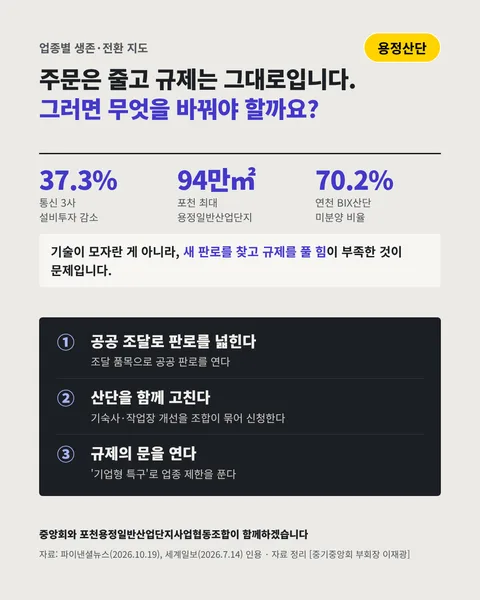 업종별 생존·전환 지도
용정산단
주문은 줄고 규제는 그대로입니다.
그러면 무엇을 바꿔야 할까요?
37.3%
통신 3사
설비투자 감소
94만㎡
포천 최대
용정일반산업단지
70.2%
연천 BIX산단
미분양 비율
기술이 모자란 게 아니라, 새 판로를 찾고 규제를 풀 힘이 부족한 것이
문제입니다.
① 공공 조달로 판로를 넓힌다
조달 품목으로 공공 판로를 연다
② 산단을 함께 고친다
기숙사·작업장 개선을 조합이 묶어 신청한다
③ 규제의 문을 연다
'기업형 특구'로 업종 제한을 푼다
중앙회와 포천용정일반산업단지사업협동조합이 함께하겠습니다
자료: 파이낸셜뉴스(2026.10.19), 세계일보(2026.7.14) 인용 · 자료 정리 [중기중앙회 부회장 이재광]